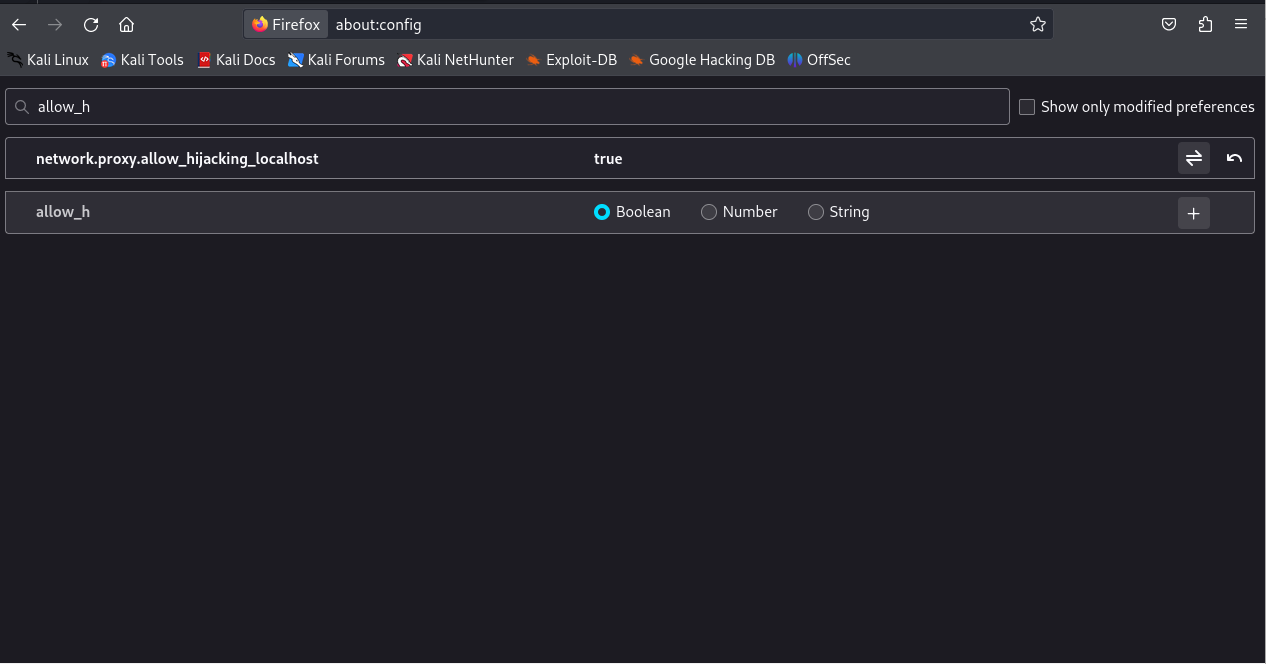 Firefox about:config
Kali Linux Kali Tools Kali Docs Kali Forums Kali NetHunter Exploit-DB Google Hacking DB OffSec
allow_h Show only modified preferences
network.proxy.allow_hijacking_localhost true
allow_h Boolean Number String